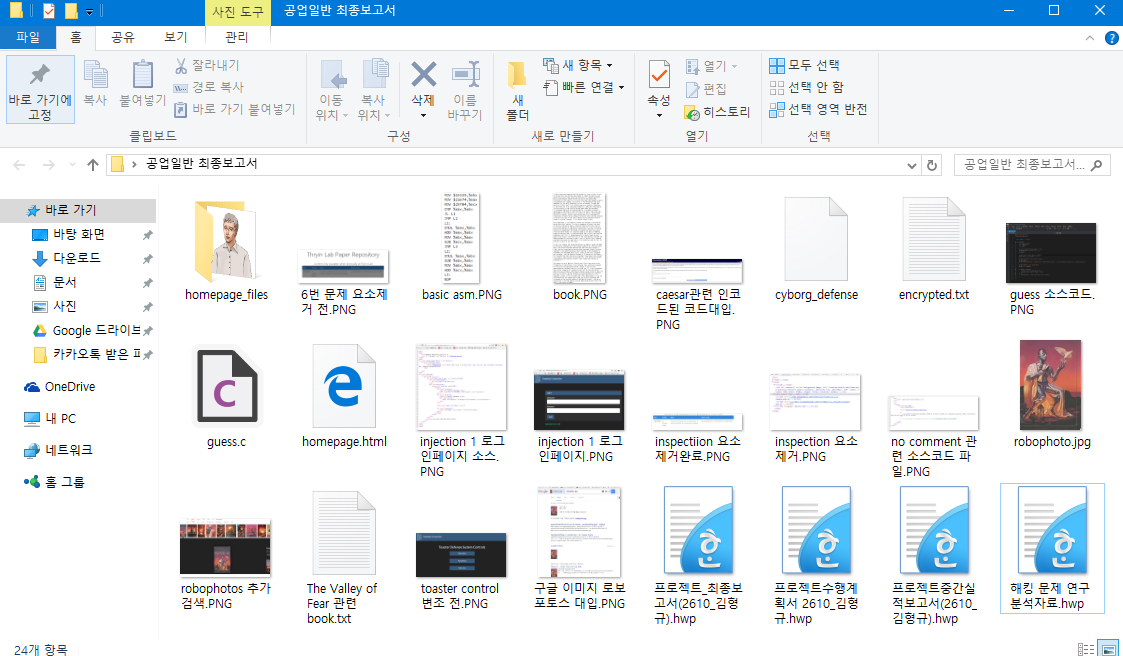 사진 도구
공업일반 최종보고서
파일
홈
공유
보기
관리
바로 가기에
고정
복사
붙여넣기
잘라내기
경로 복사
바로 가기 붙여넣기
클립보드
이동
위치
복사
위치
삭제
이름
바꾸기
구성
새
폴더
새 항목
빠른 연결
새로 만들기
속성
열기
편집
히스토리
열기
모두 선택
선택 안 함
선택 영역 반전
선택
공업일반 최종보고서
공업일반 최종보고서...
바로 가기
바탕 화면
다운로드
문서
사진
Google 드라이브
카카오톡 받은 파
OneDrive
내 PC
네트워크
홈 그룹
homepage_files
6번 문제 요소제
거 전.PNG
basic asm.PNG
book.PNG
caesar관련 인코
드된 코드대입.
PNG
cyborg_defense
encrypted.txt
guess 소스코드.
PNG
guess.c
homepage.html
injection 1 로그
인페이지 소스.
PNG
injection 1 로그
인페이지.PNG
inspectiion 요소
제거완료.PNG
inspection 요소
제거.PNG
no comment 관
련 소스코드 파
일.PNG
robophoto.jpg
robophotos 추가
검색.PNG
The Valley of
Fear 관련
book.txt
toaster control
변조 전.PNG
구글 이미지 로보
포토스 대입.PNG
프로젝트_최종보
고서(2610_김형
규).hwp
프로젝트수행계
획서 2610_김형
규.hwp
프로젝트중간실
적보고서(2610_
김형규).hwp
해킹 문제 연구
분석자료.hwp
24개 항목